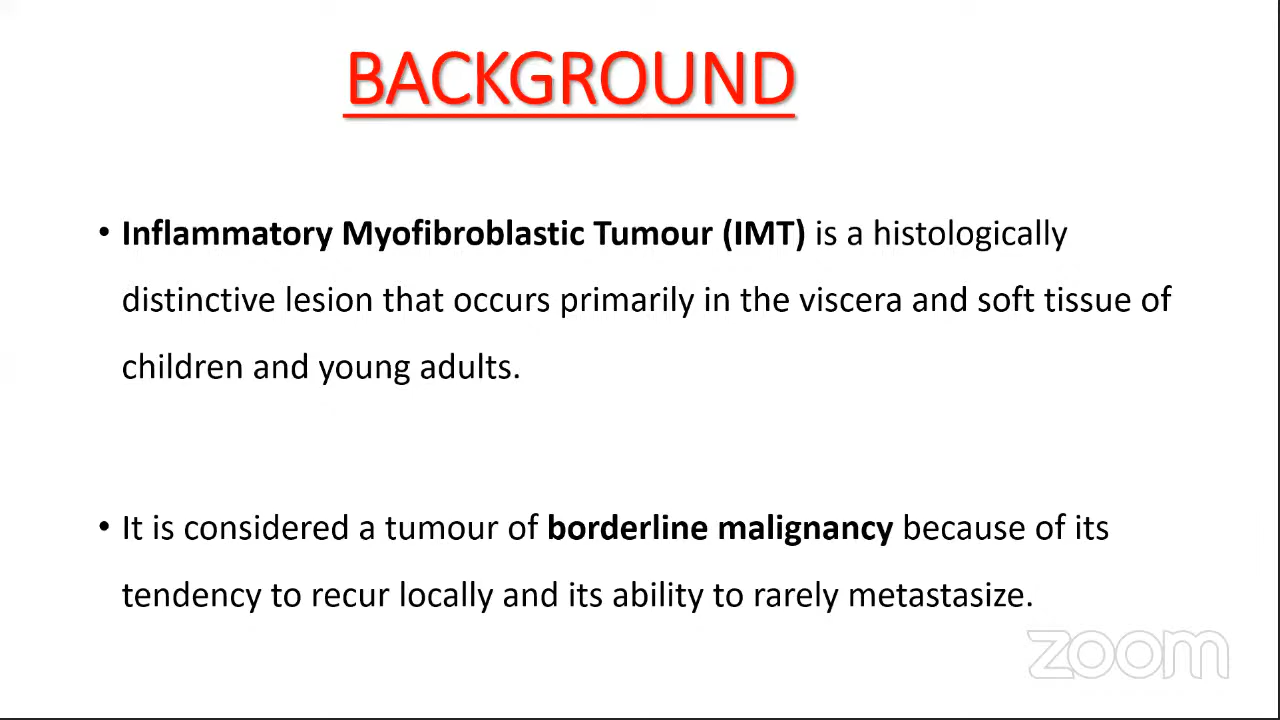 BACKGROUND
• Inflammatory Myofibroblastic Tumour (IMT) is a histologically
distinctive lesion that occurs primarily in the viscera and soft tissue of
children and young adults.
• It is considered a tumour of borderline malignancy because of its
tendency to recur locally and its ability to rarely metastasize.
zoom